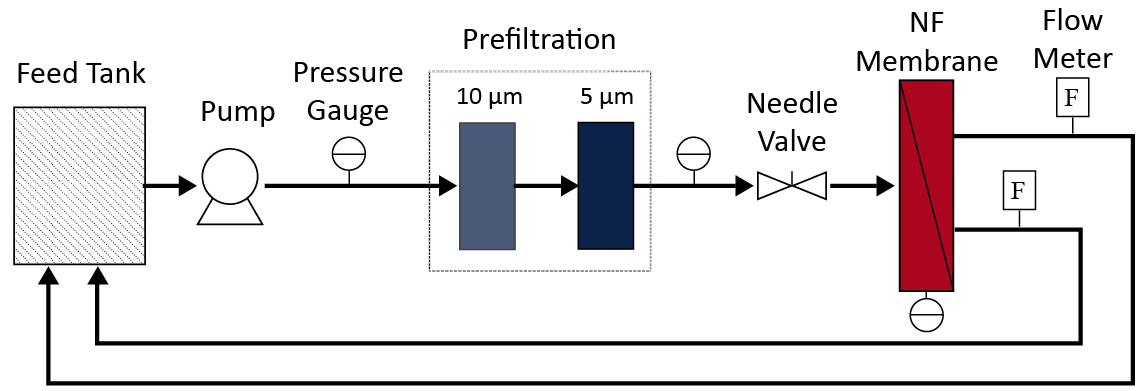 Feed Tank
Pump
Pressure
Gauge
Prefiltration
10 µm
5 µm
Needle
Valve
NF
Membrane
Flow
Meter
F
F